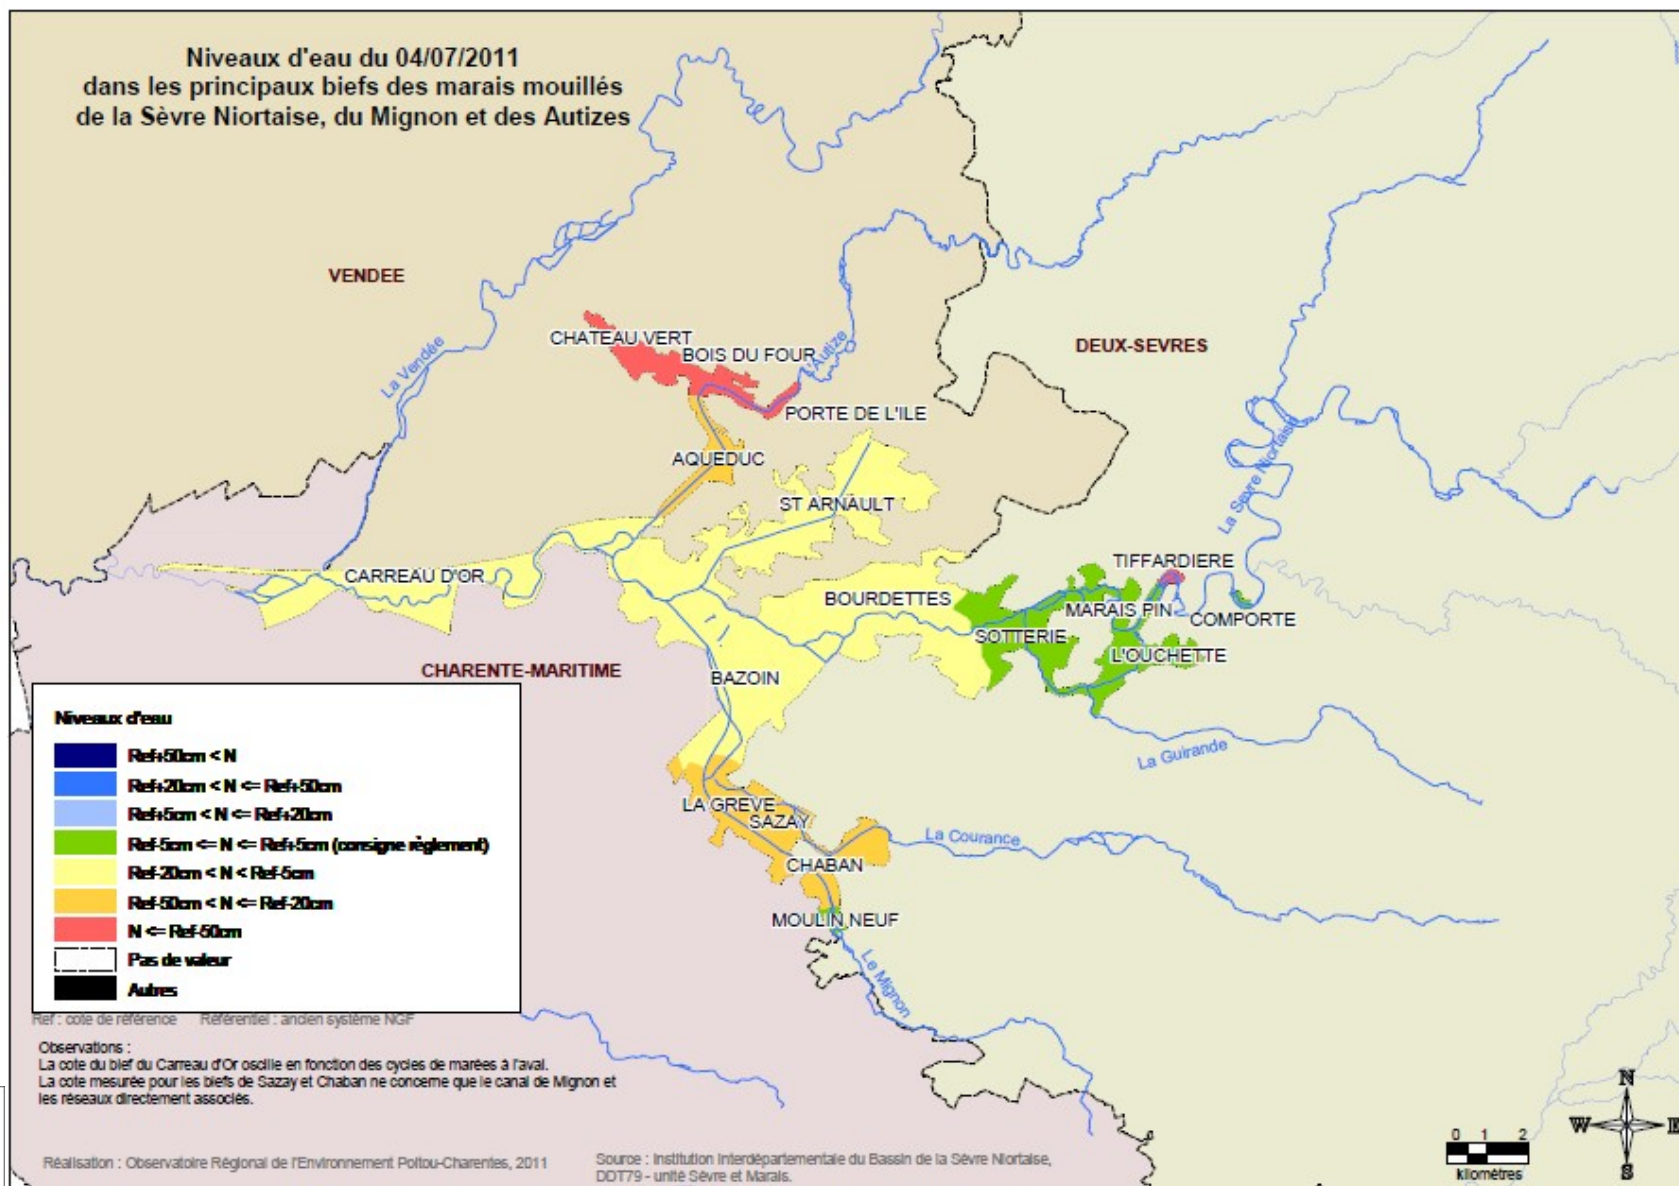 Niveaux d'eau du 04/07/2011
dans les principaux biefs des marais mouillés
de la Sèvre Niortaise, du Mignon et des Autizes
VENDEE
La Vendée
CHATEAU VERT
BOIS DU FOUR
L'Autize
DEUX-SEVRES
PORTE DE L'ILE
AQUEDUC
La Sèvre Niortaise
ST ARNAULT
TIFFARDIERE
CARREAU D'OR
BOURDETTES
MARAIS PIN
COMPORTE
SOTTERIE
L'OUCHETTE
CHARENTE-MARITIME
BAZOIN
La Guirande
LA GREVE
SAZAY
La Courance
CHABAN
MOULIN NEUF
Le Mignon
Niveaux d'eau
Ref+50cm < N
Ref+20cm < N <= Ref+50cm
Ref+5cm < N <= Ref+20cm
Ref-5cm <= N <= Ref+5cm (consigne règlement)
Ref-20cm < N < Ref-5cm
Ref-50cm < N <= Ref-20cm
N <= Ref-50cm
Pas de valeur
Autres
Ref : cote de référence Référentiel : ancien système NGF
Observations :
La cote du bief du Carreau d'Or oscille en fonction des cycles de marées à l'aval.
La cote mesurée pour les biefs de Sazay et Chaban ne concerne que le canal de Mignon et
les réseaux directement associés.
Réalisation : Observatoire Régional de l'Environnement Poitou-Charentes, 2011
Source : Institution Interdépartementale du Bassin de la Sèvre Niortaise,
DDT79 - unité Sèvre et Marais.
0 1 2
kilomètres
N
W E
S